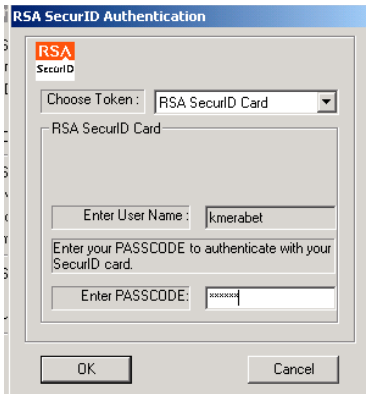 RSA SecurID Authentication
RSA
SecurID
Choose Token : RSA SecurID Card
RSA SecurID Card
Enter User Name : kmerabet
Enter your PASSCODE to authenticate with your
SecurID card.
Enter PASSCODE: ******
OK Cancel